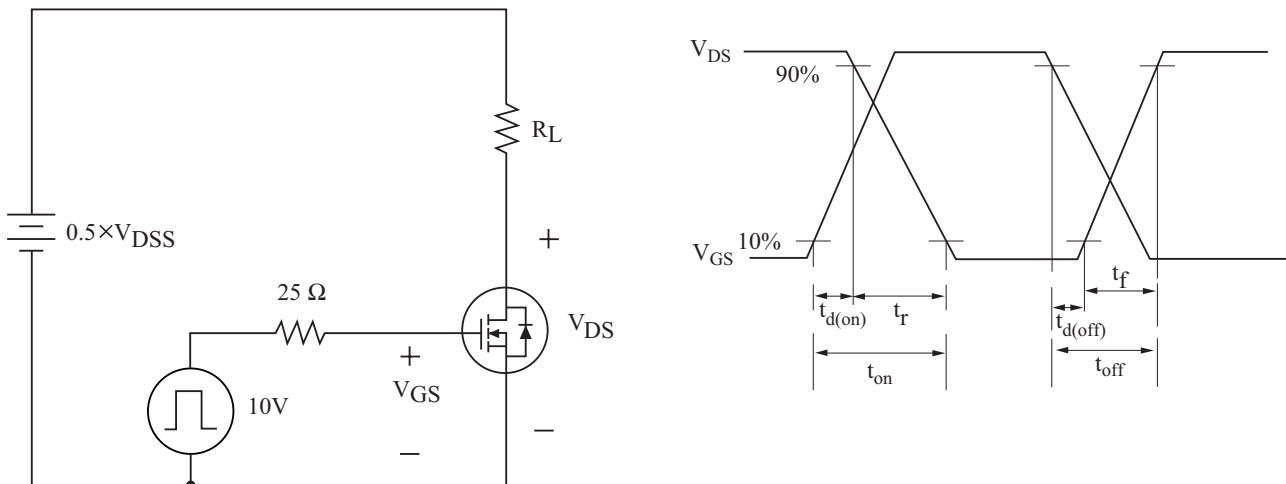 R_L
0.5×V_DSS
25 Ω
V_DS
V_GS
10V
V_DS
90%
V_GS 10%
t_d(on)
t_r
t_on
t_f
t_d(off)
t_off